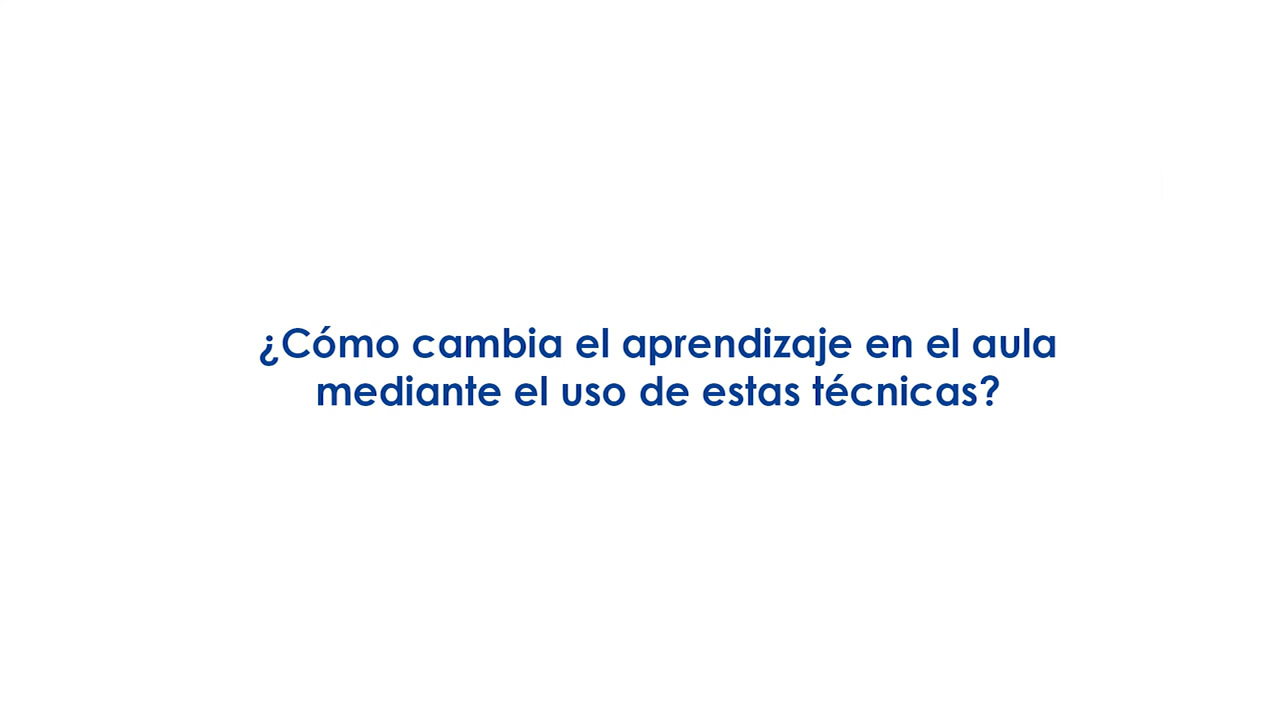 ¿Cómo cambia el aprendizaje en el aula
mediante el uso de estas técnicas?